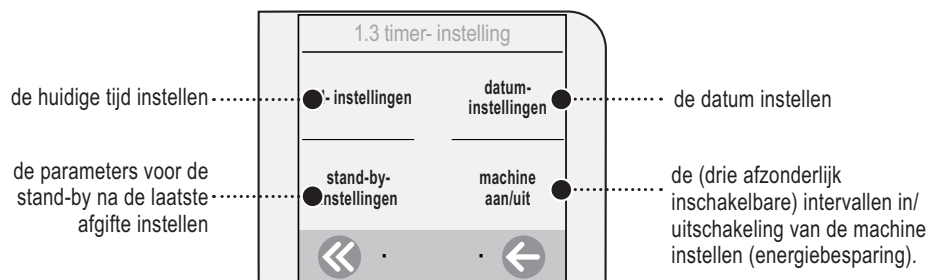 1.3 timer- instelling
de huidige tijd instellen
- instellingen
datum-
instellingen
de datum instellen
de parameters voor de
stand-by na de laatste
afgifte instellen
stand-by-
nstellingen
machine
aan/uit
de (drie afzonderlijk
inschakelbare) intervallen in/
uitschakeling van de machine
instellen (energiebesparing).